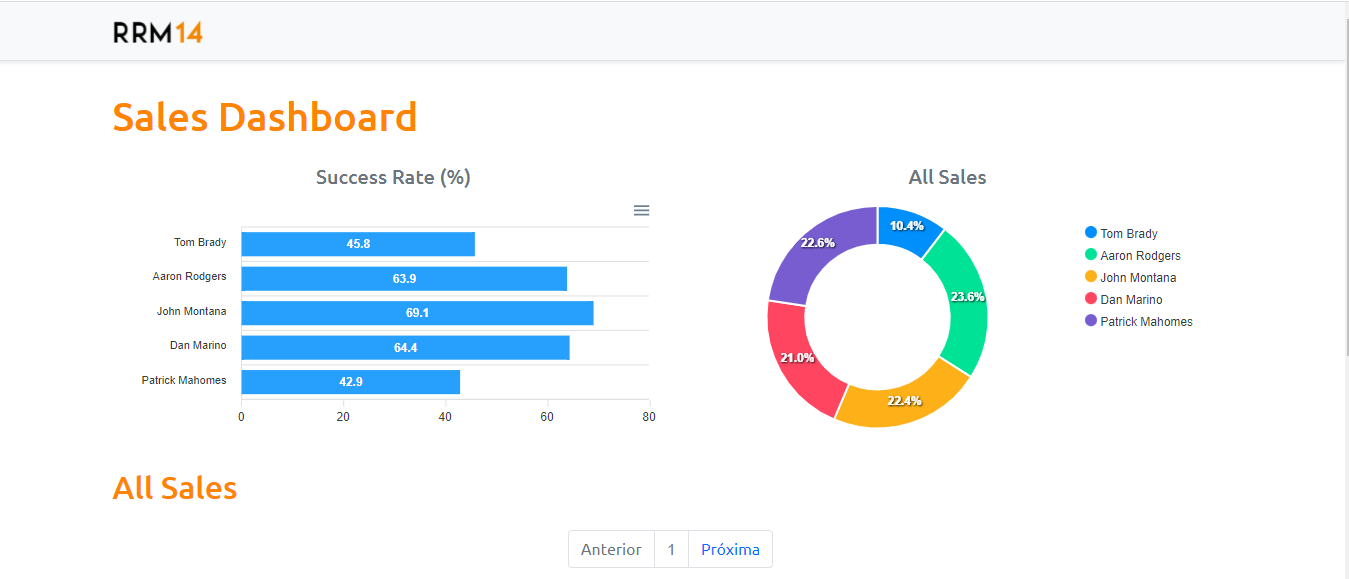 RRM14
Sales Dashboard
Success Rate (%)
Tom Brady
45.8
Aaron Rodgers
63.9
John Montana
69.1
Dan Marino
64.4
Patrick Mahomes
42.9
0 20 40 60 80
All Sales
10.4%
23.6%
22.4%
21.0%
22.6%
Tom Brady
Aaron Rodgers
John Montana
Dan Marino
Patrick Mahomes
All Sales
Anterior 1 Próxima